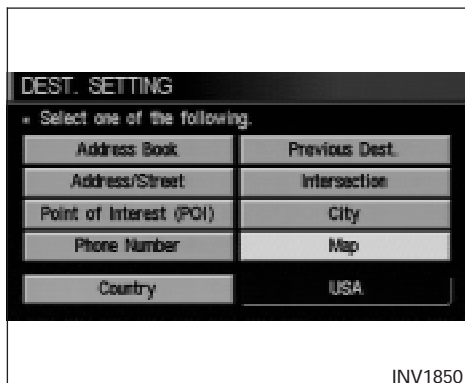 DEST. SETTING
▪ Select one of the following.
Address Book Previous Dest.
Address/Street Intersection
Point of Interest (POI) City
Phone Number Map
Country USA
INV1850